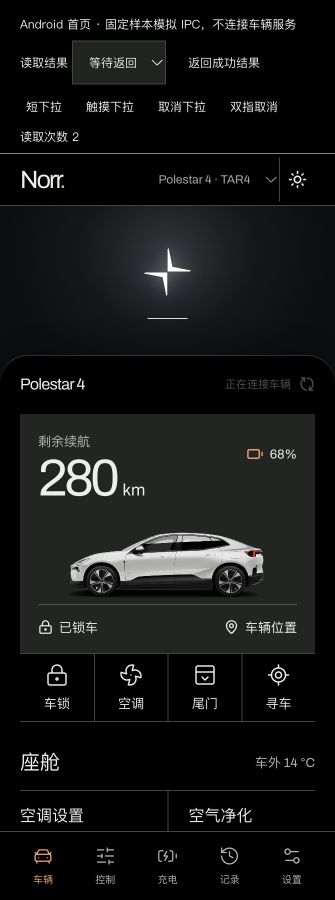 Android 首页 · 固定样本模拟 IPC，不连接车辆服务
读取结果 等待返回 返回成功结果
短下拉 触摸下拉 取消下拉 双指取消
读取次数 2
Norr. Polestar 4 · TAR4
Polestar 4 正在连接车辆
剩余续航
68%
280 km
已锁车 车辆位置
车锁 空调 尾门 寻车
座舱 车外 14 °C
空调设置 空气净化
车辆 控制 充电 记录 设置